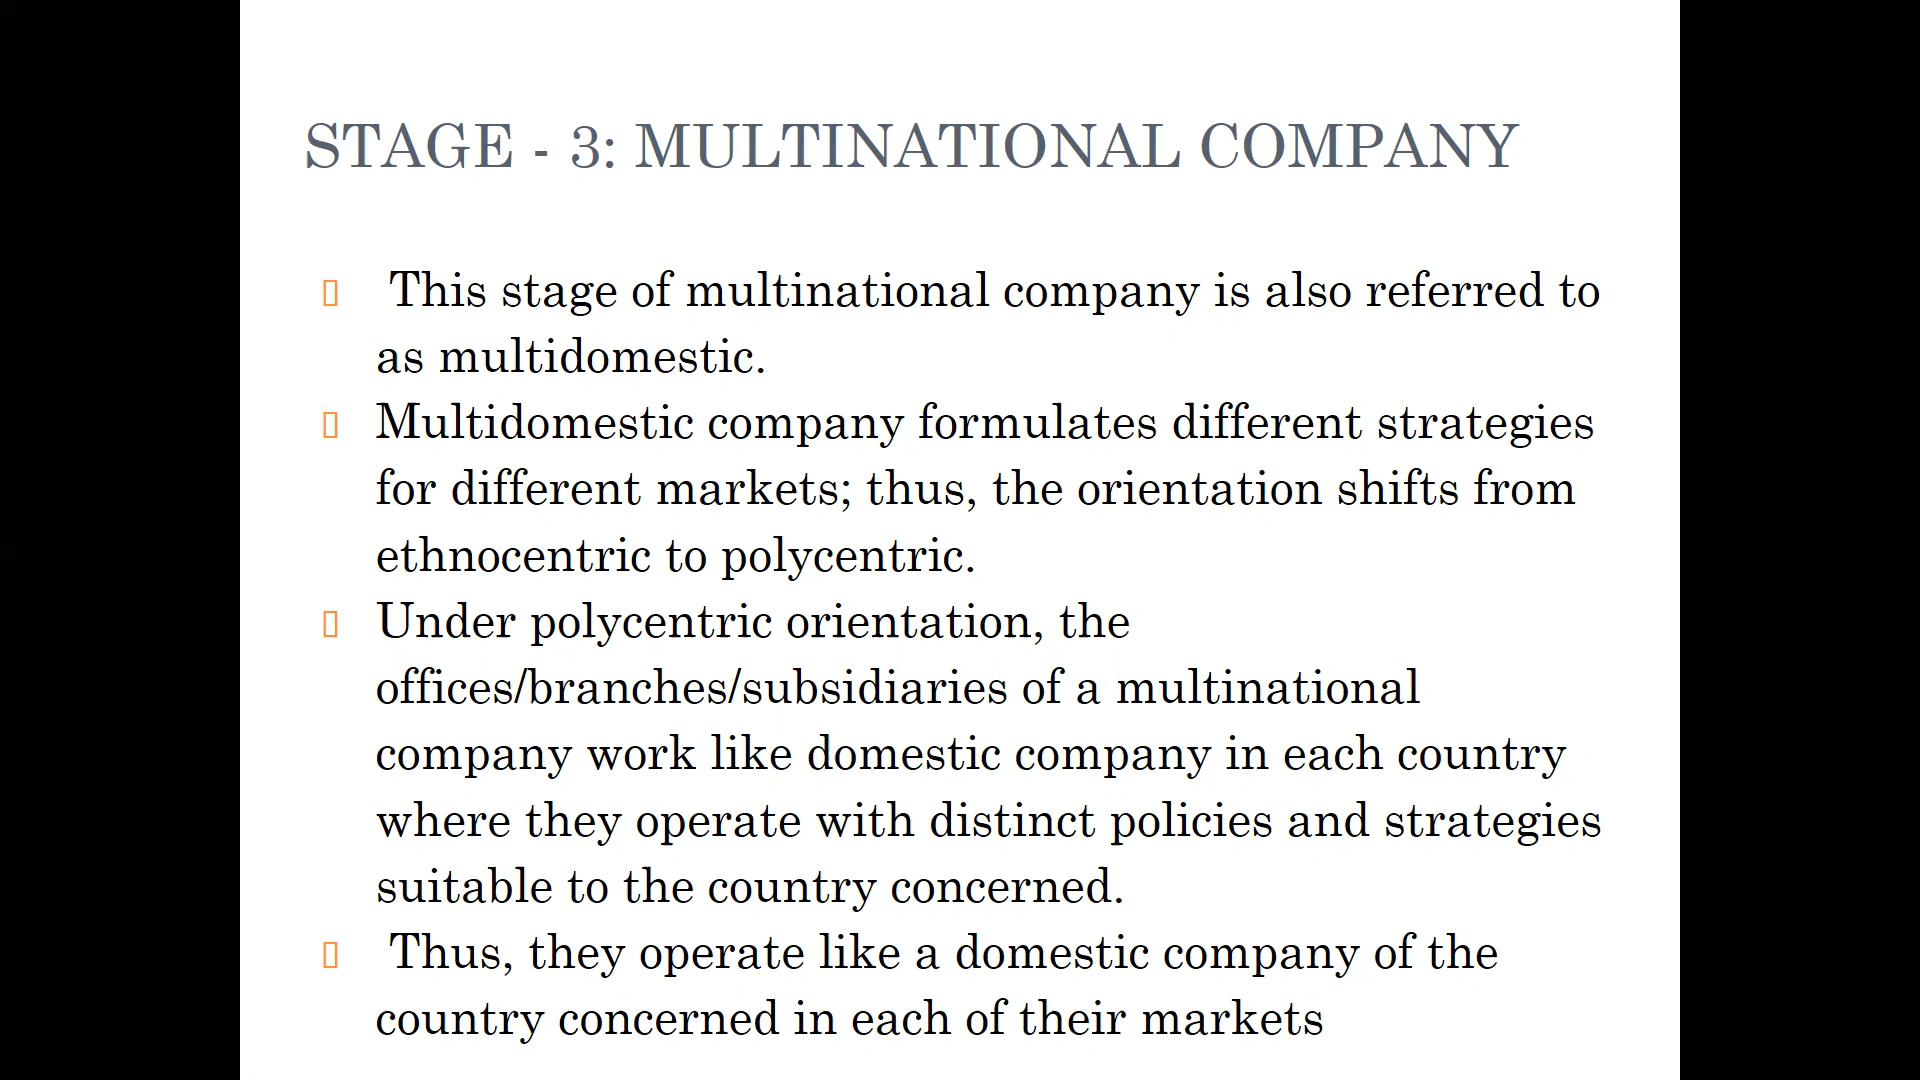 STAGE - 3: MULTINATIONAL COMPANY
This stage of multinational company is also referred to
as multidomestic.
Multidomestic company formulates different strategies
for different markets; thus, the orientation shifts from
ethnocentric to polycentric.
Under polycentric orientation, the
offices/branches/subsidiaries of a multinational
company work like domestic company in each country
where they operate with distinct policies and strategies
suitable to the country concerned.
Thus, they operate like a domestic company of the
country concerned in each of their markets